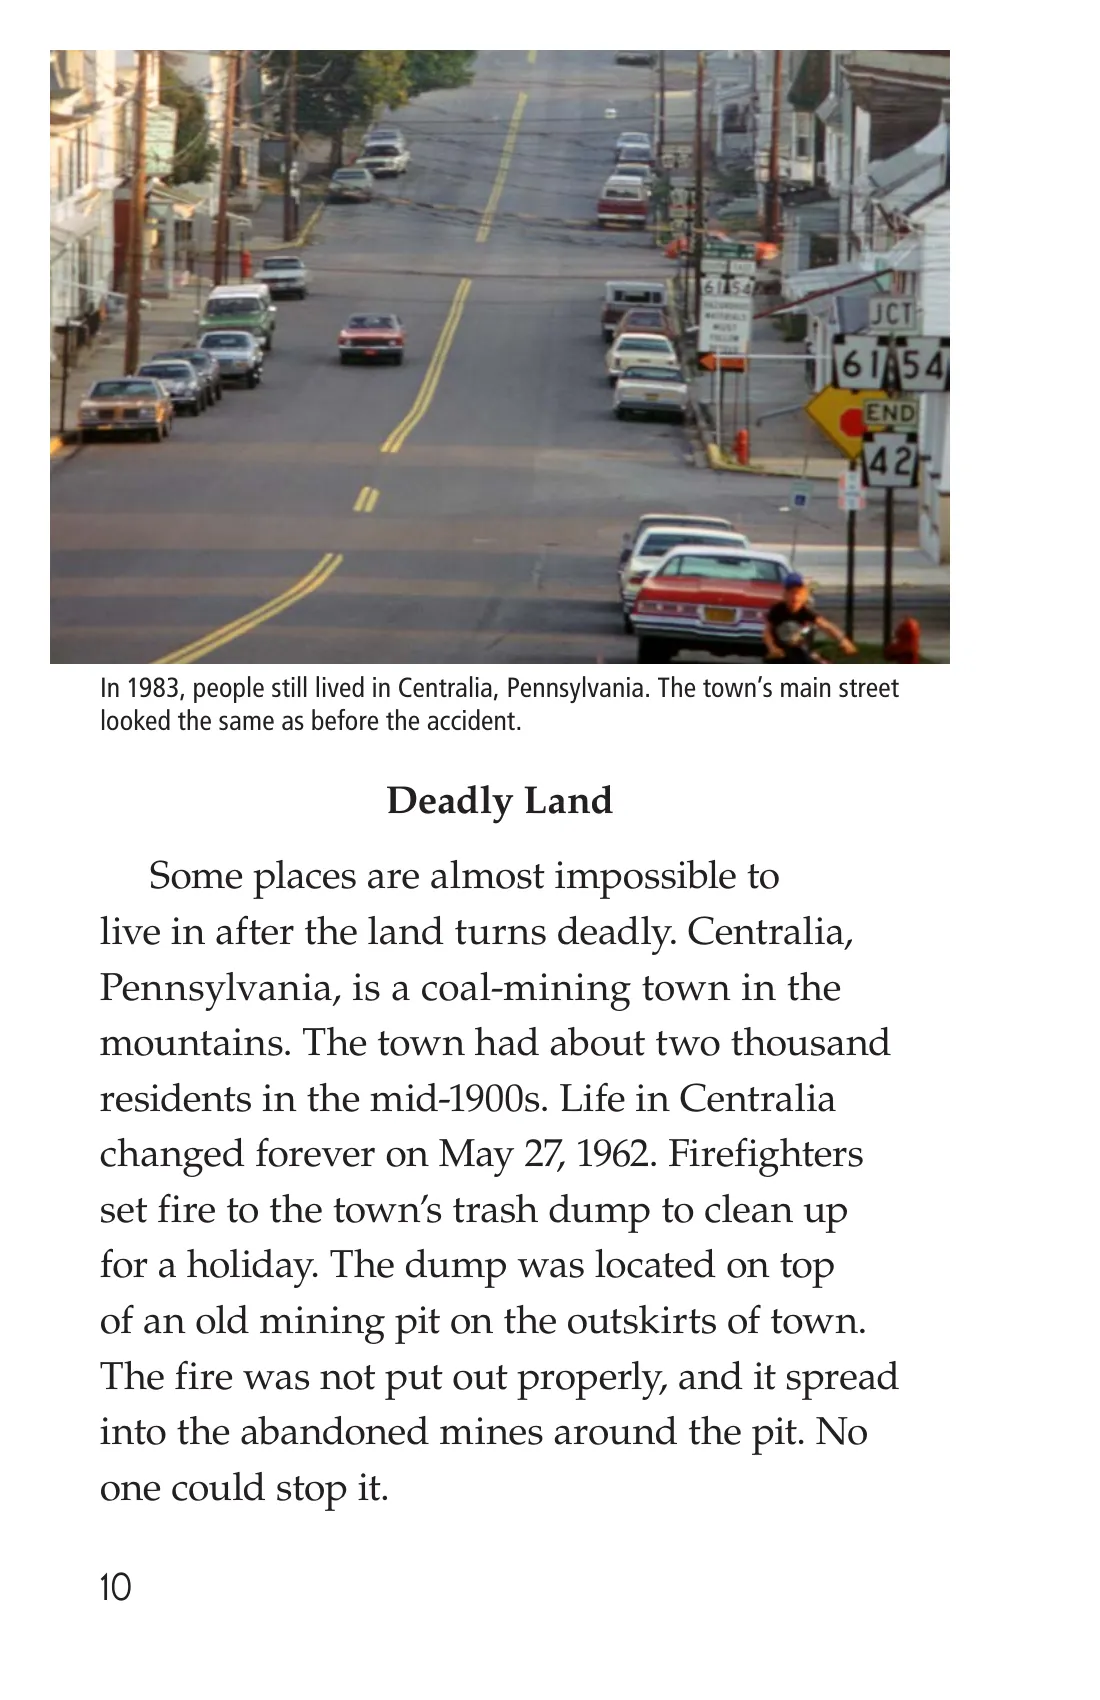 61 54
HAZARDOUS
MATERIALS
MUST
FOLLOW
JCT
61 54
END
42
In 1983, people still lived in Centralia, Pennsylvania. The town’s main street
looked the same as before the accident.
Deadly Land
Some places are almost impossible to
live in after the land turns deadly. Centralia,
Pennsylvania, is a coal-mining town in the
mountains. The town had about two thousand
residents in the mid-1900s. Life in Centralia
changed forever on May 27, 1962. Firefighters
set fire to the town’s trash dump to clean up
for a holiday. The dump was located on top
of an old mining pit on the outskirts of town.
The fire was not put out properly, and it spread
into the abandoned mines around the pit. No
one could stop it.
10